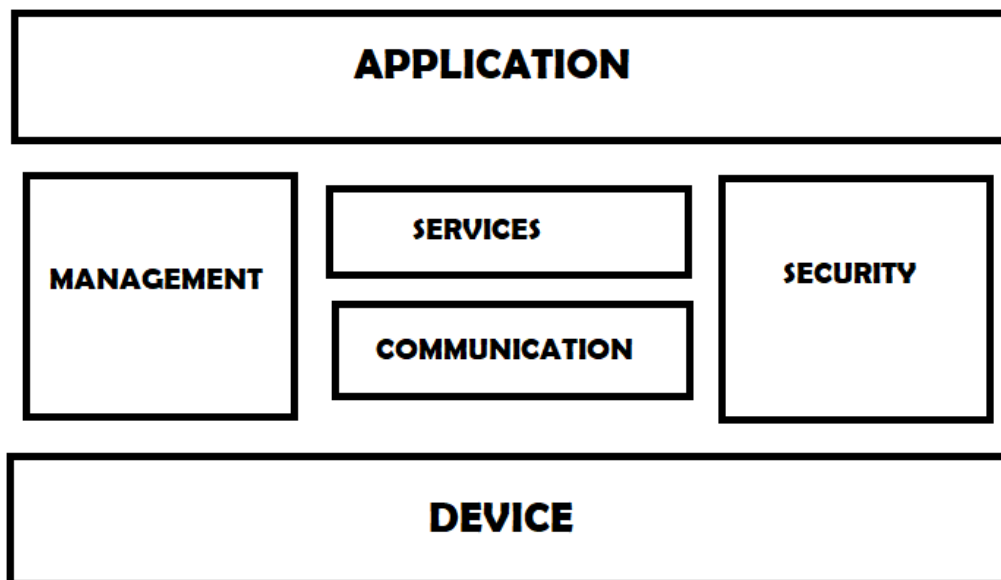 APPLICATION
MANAGEMENT
SERVICES
COMMUNICATION
SECURITY
DEVICE